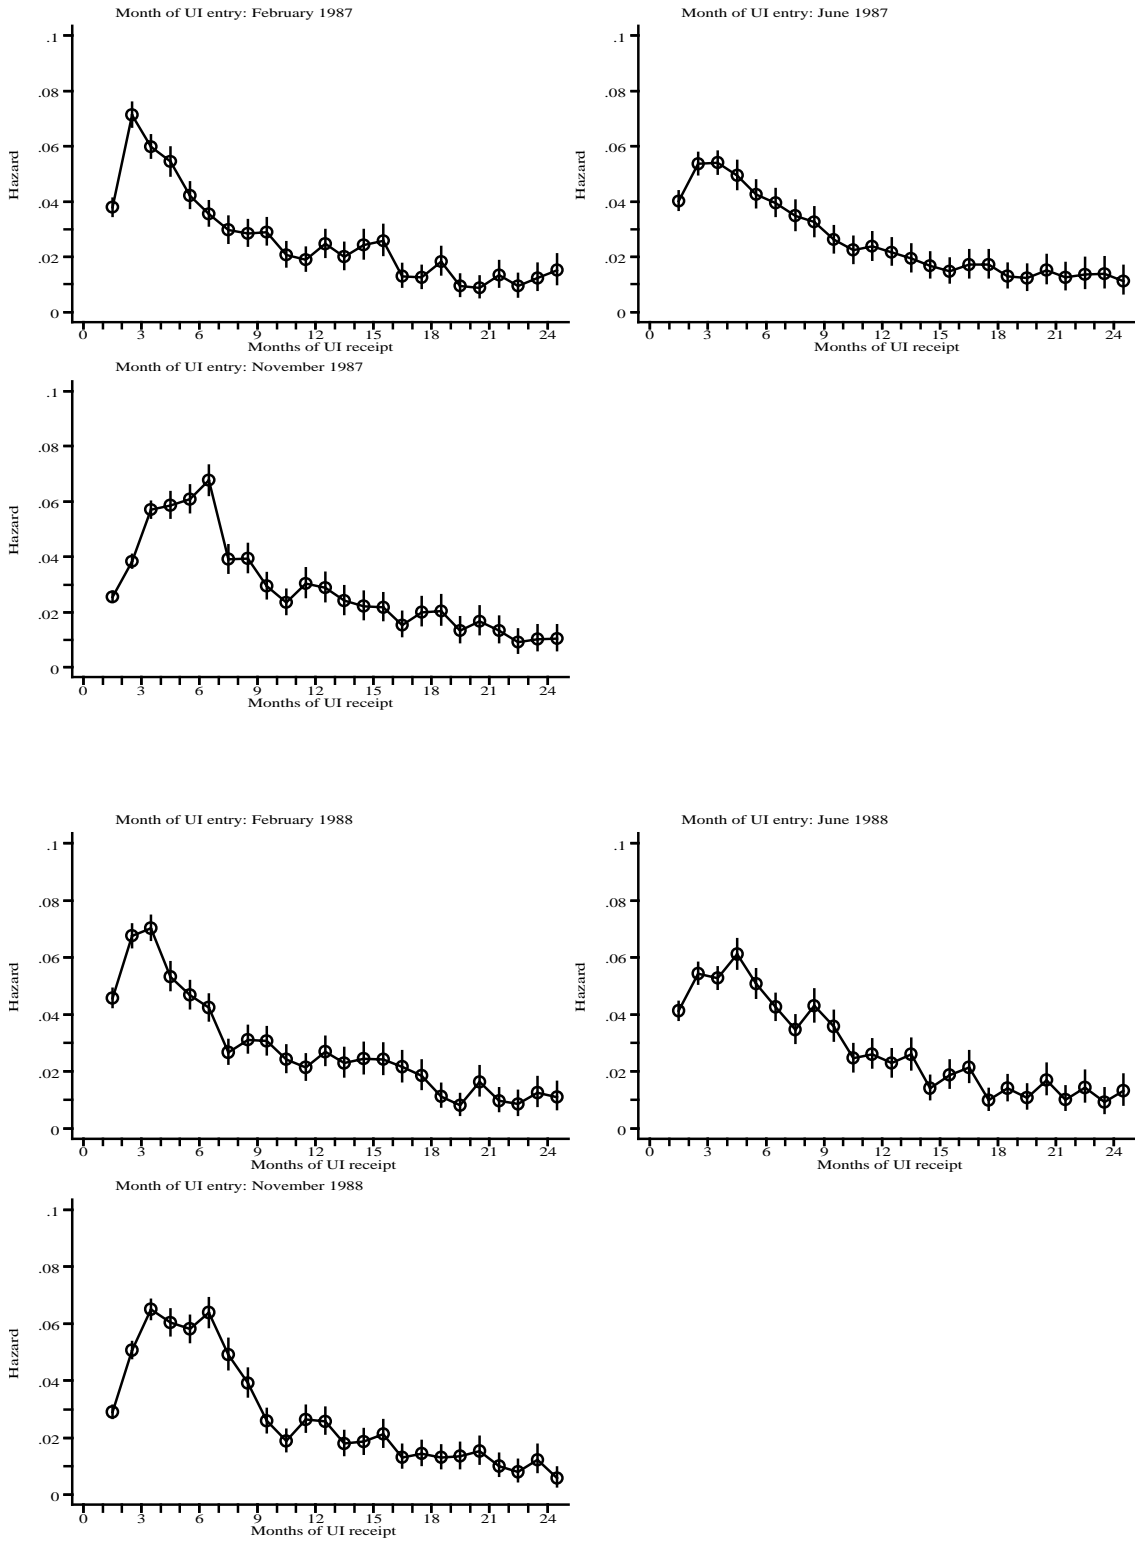 Month of UI entry: February 1987
.1
.08
.06
.04
.02
0
Hazard
0 3 6 9 12 15 18 21 24
Months of UI receipt
Month of UI entry: June 1987
.1
.08
.06
.04
.02
0
Hazard
0 3 6 9 12 15 18 21 24
Months of UI receipt
Month of UI entry: November 1987
.1
.08
.06
.04
.02
0
Hazard
0 3 6 9 12 15 18 21 24
Months of UI receipt
Month of UI entry: February 1988
.1
.08
.06
.04
.02
0
Hazard
0 3 6 9 12 15 18 21 24
Months of UI receipt
Month of UI entry: June 1988
.1
.08
.06
.04
.02
0
Hazard
0 3 6 9 12 15 18 21 24
Months of UI receipt
Month of UI entry: November 1988
.1
.08
.06
.04
.02
0
Hazard
0 3 6 9 12 15 18 21 24
Months of UI receipt